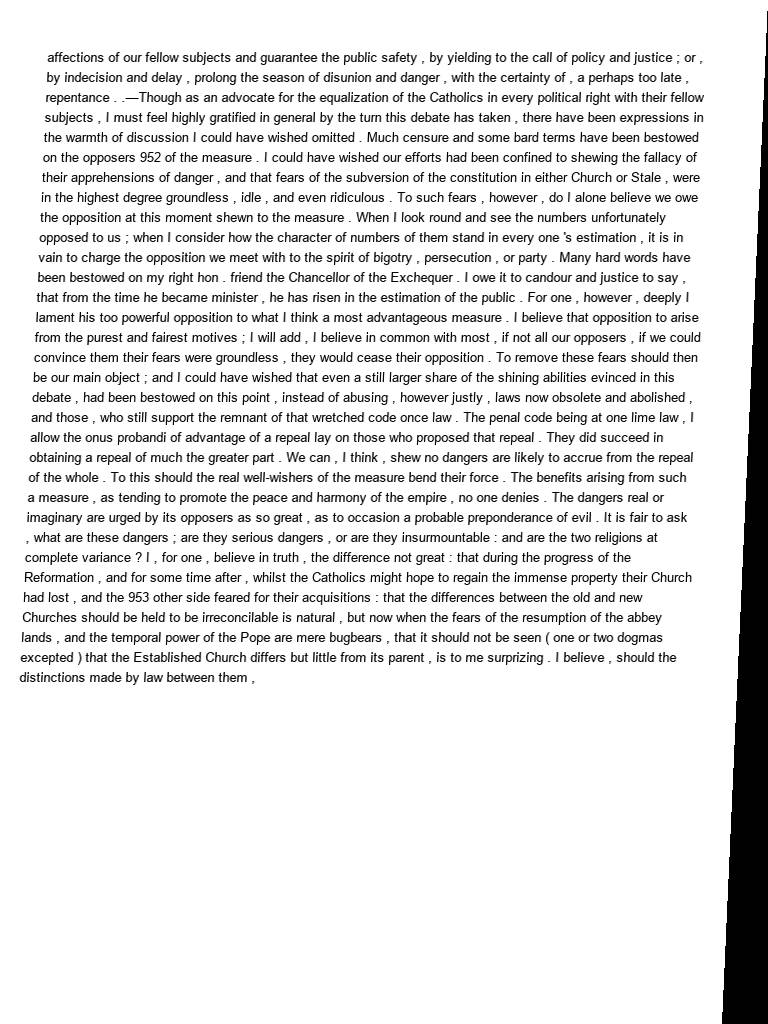 affections of our fellow subjects and guarantee the public safety , by yielding to the call of policy and justice ; or ,
by indecision and delay , prolong the season of disunion and danger , with the certainty of , a perhaps too late ,
repentance . .—Though as an advocate for the equalization of the Catholics in every political right with their fellow
subjects , I must feel highly gratified in general by the turn this debate has taken , there have been expressions in
the warmth of discussion I could have wished omitted . Much censure and some bard terms have been bestowed
on the opposers 952 of the measure . I could have wished our efforts had been confined to shewing the fallacy of
their apprehensions of danger , and that fears of the subversion of the constitution in either Church or Stale , were
in the highest degree groundless , idle , and even ridiculous . To such fears , however , do I alone believe we owe
the opposition at this moment shewn to the measure . When I look round and see the numbers unfortunately
opposed to us ; when I consider how the character of numbers of them stand in every one 's estimation , it is in
vain to charge the opposition we meet with to the spirit of bigotry , persecution , or party . Many hard words have
been bestowed on my right hon . friend the Chancellor of the Exchequer . I owe it to candour and justice to say ,
that from the time he became minister , he has risen in the estimation of the public . For one , however , deeply I
lament his too powerful opposition to what I think a most advantageous measure . I believe that opposition to arise
from the purest and fairest motives ; I will add , I believe in common with most , if not all our opposers , if we could
convince them their fears were groundless , they would cease their opposition . To remove these fears should then
be our main object ; and I could have wished that even a still larger share of the shining abilities evinced in this
debate , had been bestowed on this point , instead of abusing , however justly , laws now obsolete and abolished ,
and those , who still support the remnant of that wretched code once law . The penal code being at one lime law , I
allow the onus probandi of advantage of a repeal lay on those who proposed that repeal . They did succeed in
obtaining a repeal of much the greater part . We can , I think , shew no dangers are likely to accrue from the repeal
of the whole . To this should the real well-wishers of the measure bend their force . The benefits arising from such
a measure , as tending to promote the peace and harmony of the empire , no one denies . The dangers real or
imaginary are urged by its opposers as so great , as to occasion a probable preponderance of evil . It is fair to ask
, what are these dangers ; are they serious dangers , or are they insurmountable : and are the two religions at
complete variance ? I , for one , believe in truth , the difference not great : that during the progress of the
Reformation , and for some time after , whilst the Catholics might hope to regain the immense property their Church
had lost , and the 953 other side feared for their acquisitions : that the differences between the old and new
Churches should be held to be irreconcilable is natural , but now when the fears of the resumption of the abbey
lands , and the temporal power of the Pope are mere bugbears , that it should not be seen ( one or two dogmas
excepted ) that the Established Church differs but little from its parent , is to me surprizing . I believe , should the
distinctions made by law between them ,